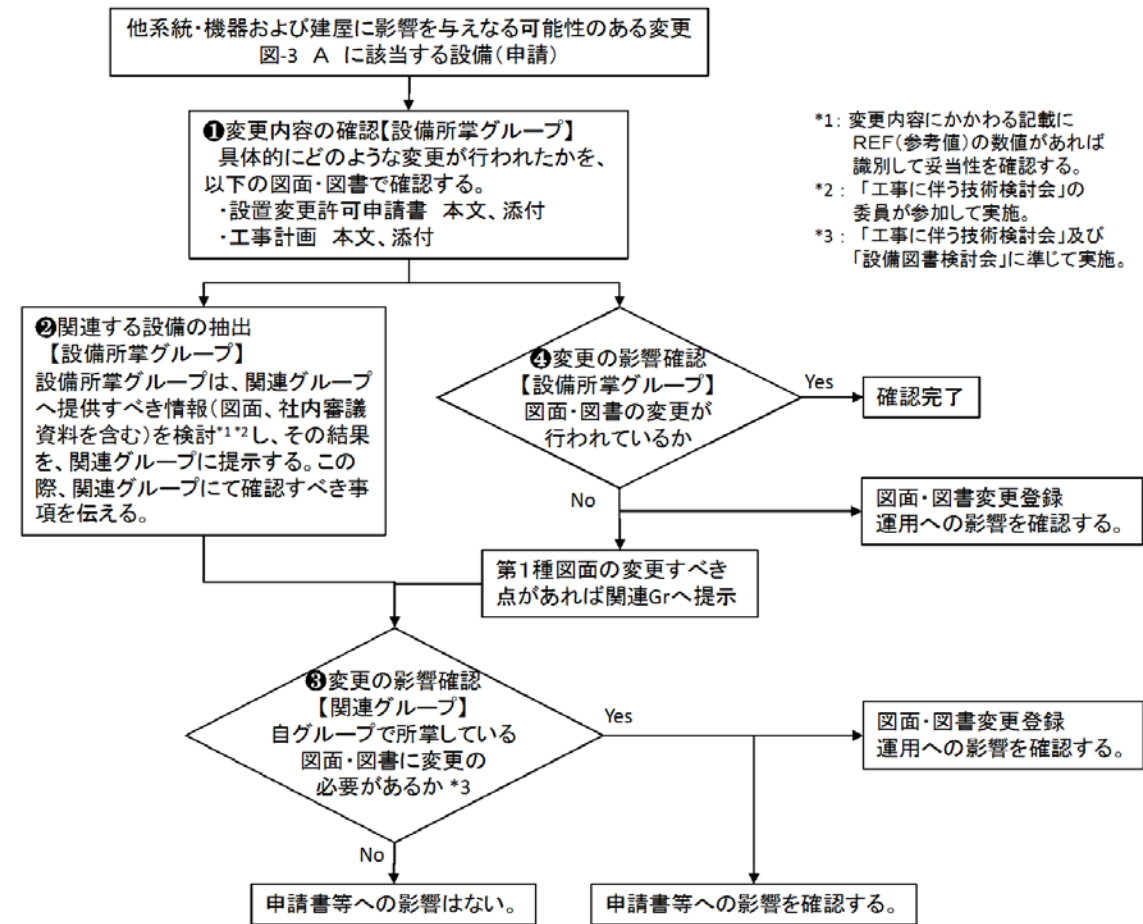 他系統・機器および建屋に影響を与えなる可能性のある変更
図-3 A に該当する設備(申請)
❶変更内容の確認【設備所掌グループ】
具体的にどのような変更が行われたかを、
以下の図面・図書で確認する。
・設置変更許可申請書 本文、添付
・工事計画 本文、添付
*1: 変更内容にかかわる記載に
REF(参考値)の数値があれば
識別して妥当性を確認する。
*2: 「工事に伴う技術検討会」の
委員が参加して実施。
*3: 「工事に伴う技術検討会」及び
「設備図書検討会」に準じて実施。
❷関連する設備の抽出
【設備所掌グループ】
設備所掌グループは、関連グループ
へ提供すべき情報(図面、社内審議
資料を含む)を検討*1 *2し、その結果
を、関連グループに提示する。この
際、関連グループにて確認すべき事
項を伝える。
❹変更の影響確認
【設備所掌グループ】
図面・図書の変更が
行われているか
Yes
確認完了
No
図面・図書変更登録
運用への影響を確認する。
第1種図面の変更すべき
点があれば関連Grへ提示
❸変更の影響確認
【関連グループ】
自グループで所掌している
図面・図書に変更の
必要があるか *3
Yes
図面・図書変更登録
運用への影響を確認する。
No
申請書等への影響はない。
申請書等への影響を確認する。